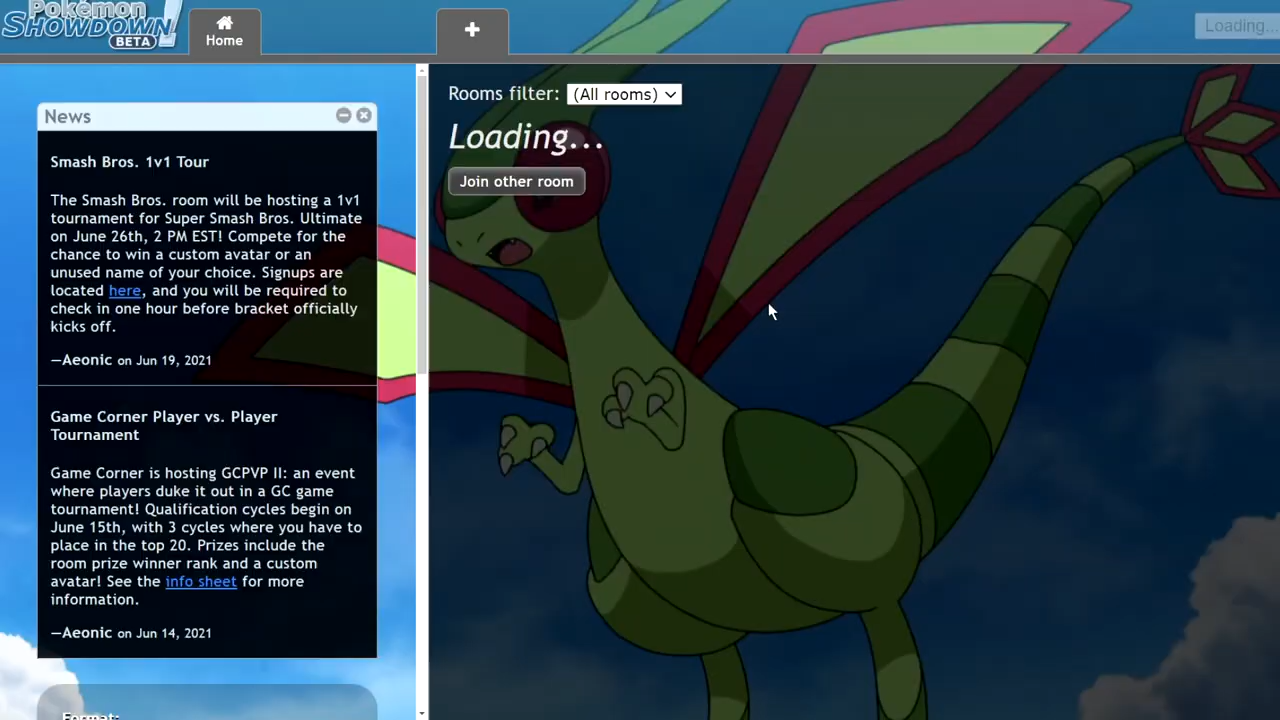 Pokémon
SHOWDOWN!
BETA
Home
Loading...
News
Smash Bros. 1v1 Tour
The Smash Bros. room will be hosting a 1v1
tournament for Super Smash Bros. Ultimate
on June 26th, 2 PM EST! Compete for the
chance to win a custom avatar or an
unused name of your choice. Signups are
located here, and you will be required to
check in one hour before bracket officially
kicks off.
—Aeonic on Jun 19, 2021
Game Corner Player vs. Player
Tournament
Game Corner is hosting GCPVP II: an event
where players duke it out in a GC game
tournament! Qualification cycles begin on
June 15th, with 3 cycles where you have to
place in the top 20. Prizes include the
room prize winner rank and a custom
avatar! See the info sheet for more
information.
—Aeonic on Jun 14, 2021
Format:
Rooms filter: (All rooms)
Loading...
Join other room